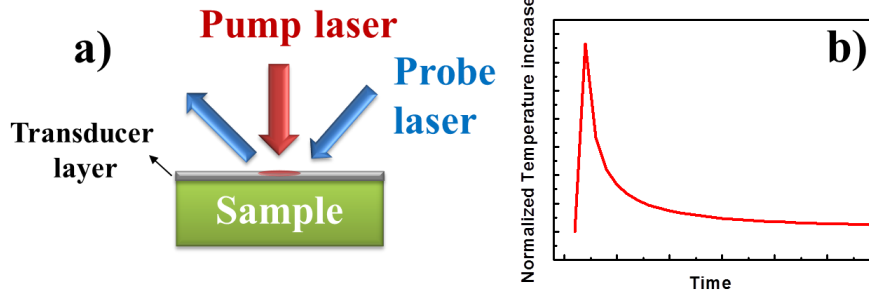 a)
Pump laser
Probe
laser
Transducer
layer
Sample
b)
Normalized Temperature Increase
Time